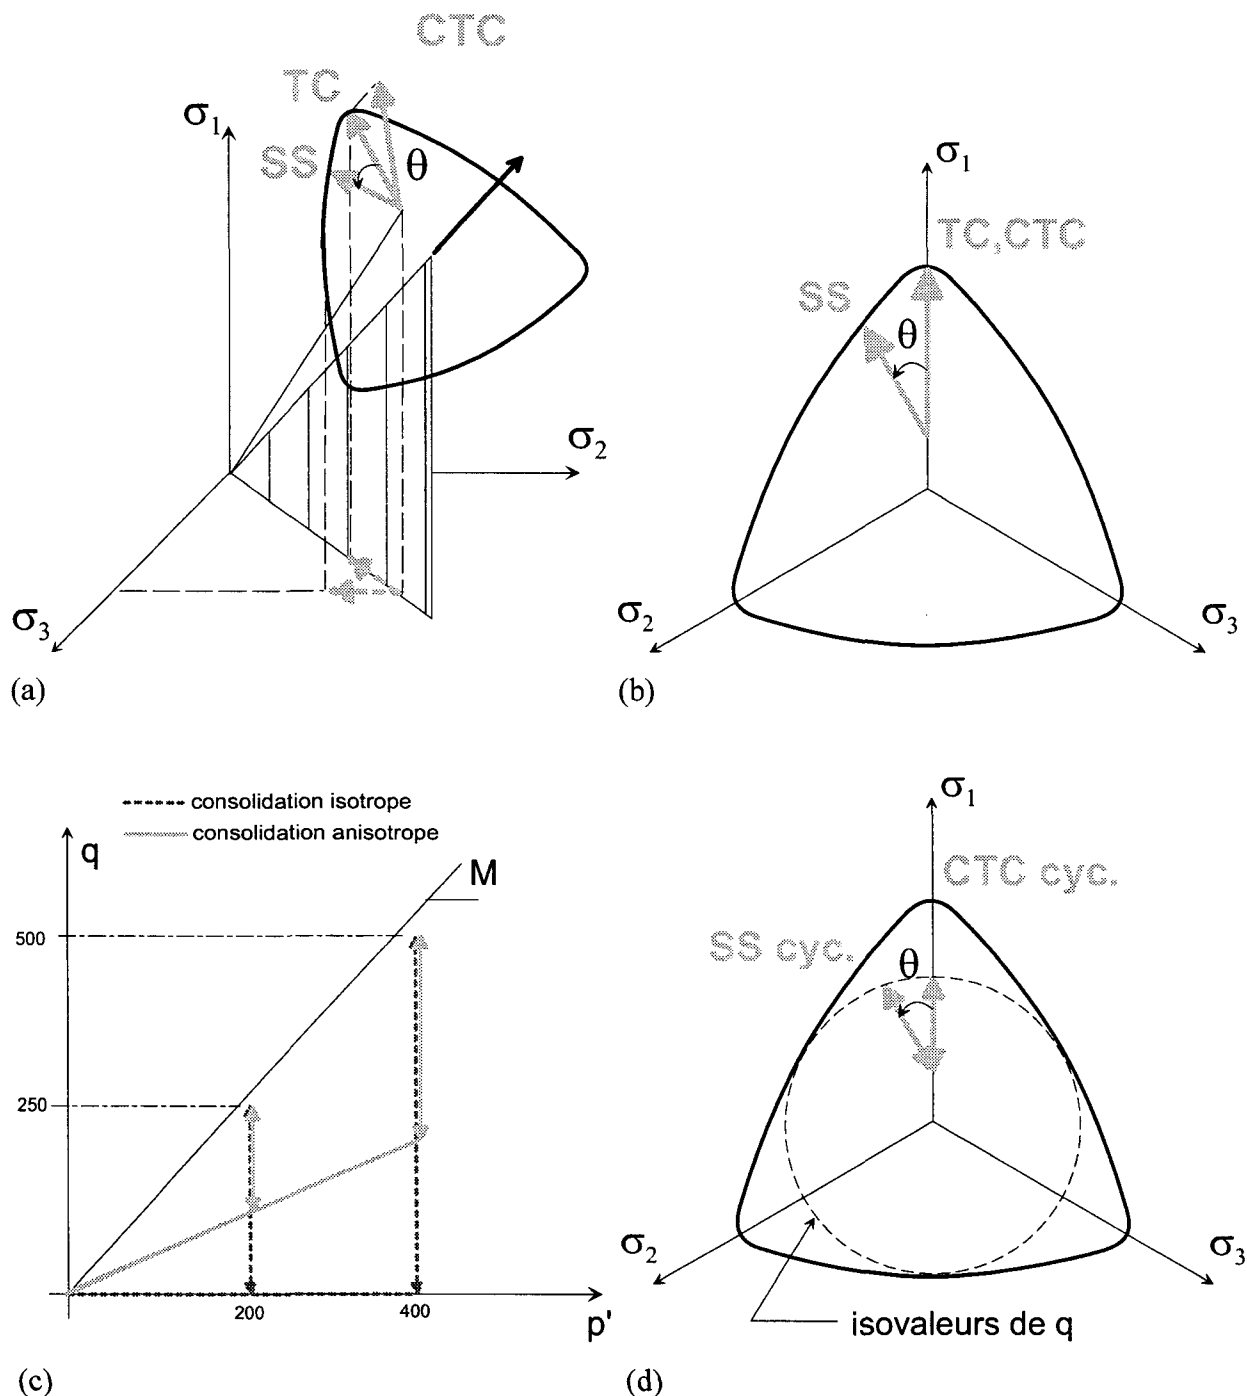 CTC
TC
σ1
SS
θ
σ2
σ3
(a)
σ1
TC,CTC
SS
θ
σ2
σ3
(b)
consolidation isotrope
consolidation anisotrope
q
M
500
250
200
400
p'
(c)
σ1
CTC cyc.
SS cyc.
θ
σ2
σ3
isovaleurs de q
(d)